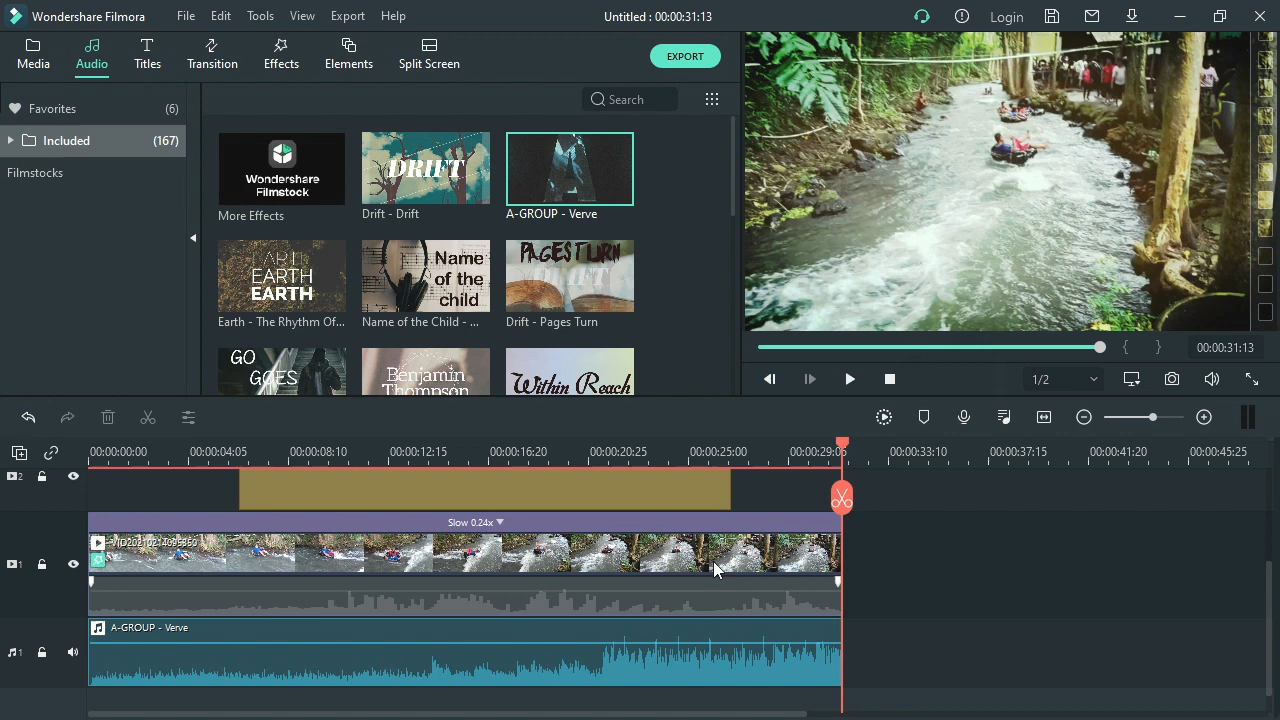 Wondershare Filmora File Edit Tools View Export Help Untitled : 00:00:31:13 Login
Media Audio Titles Transition Effects Elements Split Screen EXPORT
Favorites (6)
Included (167)
Filmstocks
Search
Wondershare
Filmstock
More Effects
DRIFT
Drift - Drift
A
A-GROUP - Verve
EARTH
EARTH
EARTH
Earth - The Rhythm Of...
Name
of the
child
Name of the Child - ...
PAGES TURN
DRIFT
Drift - Pages Turn
GO
GOES
Benjamin
Thompson
Within Reach
00:00:31:13
1/2
00:00:00:00 00:00:04:05 00:00:08:10 00:00:12:15 00:00:16:20 00:00:20:25 00:00:25:00 00:00:29:05 00:00:33:10 00:00:37:15 00:00:41:20 00:00:45:25
2
Slow 0.24x
1
1
A-GROUP - Verve